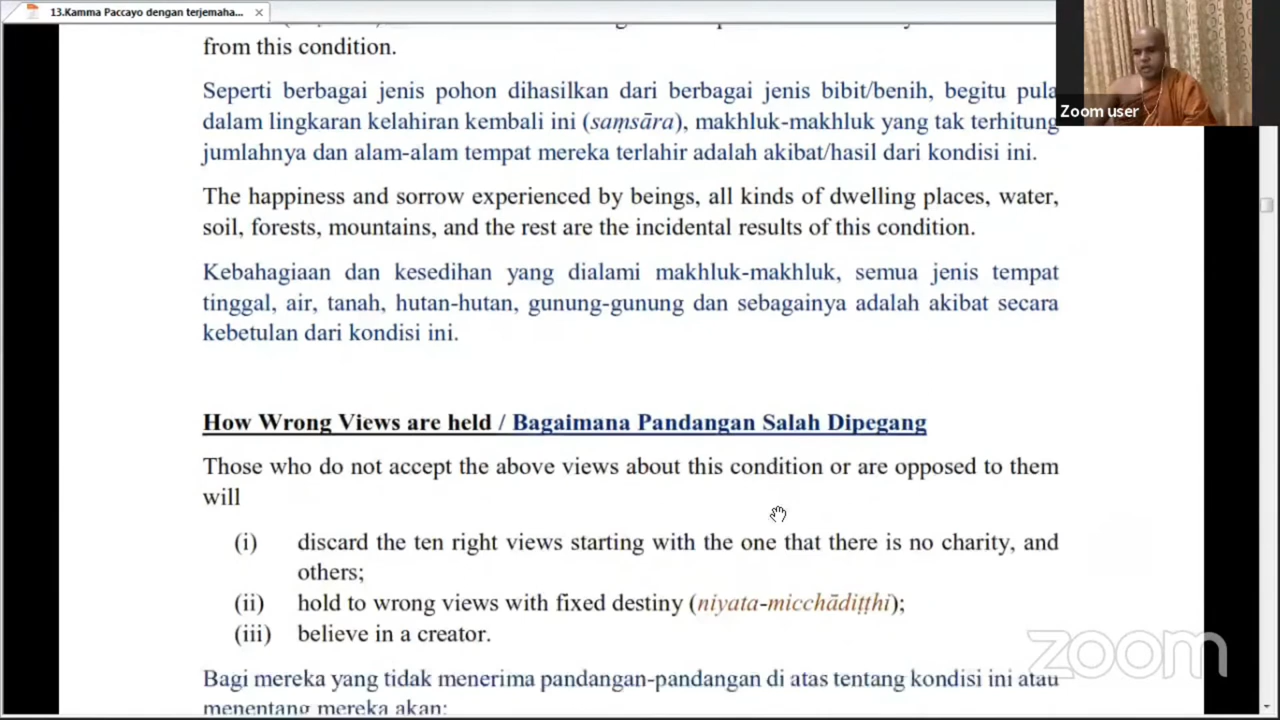 13.Kamma Paccayo dengan terjemaha...
from this condition.
Zoom user
Seperti berbagai jenis pohon dihasilkan dari berbagai jenis bibit/benih, begitu pula
dalam lingkaran kelahiran kembali ini (saṃsāra), makhluk-makhluk yang tak terhitung
jumlahnya dan alam-alam tempat mereka terlahir adalah akibat/hasil dari kondisi ini.
The happiness and sorrow experienced by beings, all kinds of dwelling places, water,
soil, forests, mountains, and the rest are the incidental results of this condition.
Kebahagiaan dan kesedihan yang dialami makhluk-makhluk, semua jenis tempat
tinggal, air, tanah, hutan-hutan, gunung-gunung dan sebagainya adalah akibat secara
kebetulan dari kondisi ini.
How Wrong Views are held / Bagaimana Pandangan Salah Dipegang
Those who do not accept the above views about this condition or are opposed to them
will
(i) discard the ten right views starting with the one that there is no charity, and
others;
(ii) hold to wrong views with fixed destiny (niyata-micchādiṭṭhi);
(iii) believe in a creator.
zoom
Bagi mereka yang tidak menerima pandangan-pandangan di atas tentang kondisi ini atau
menentang mereka akan: